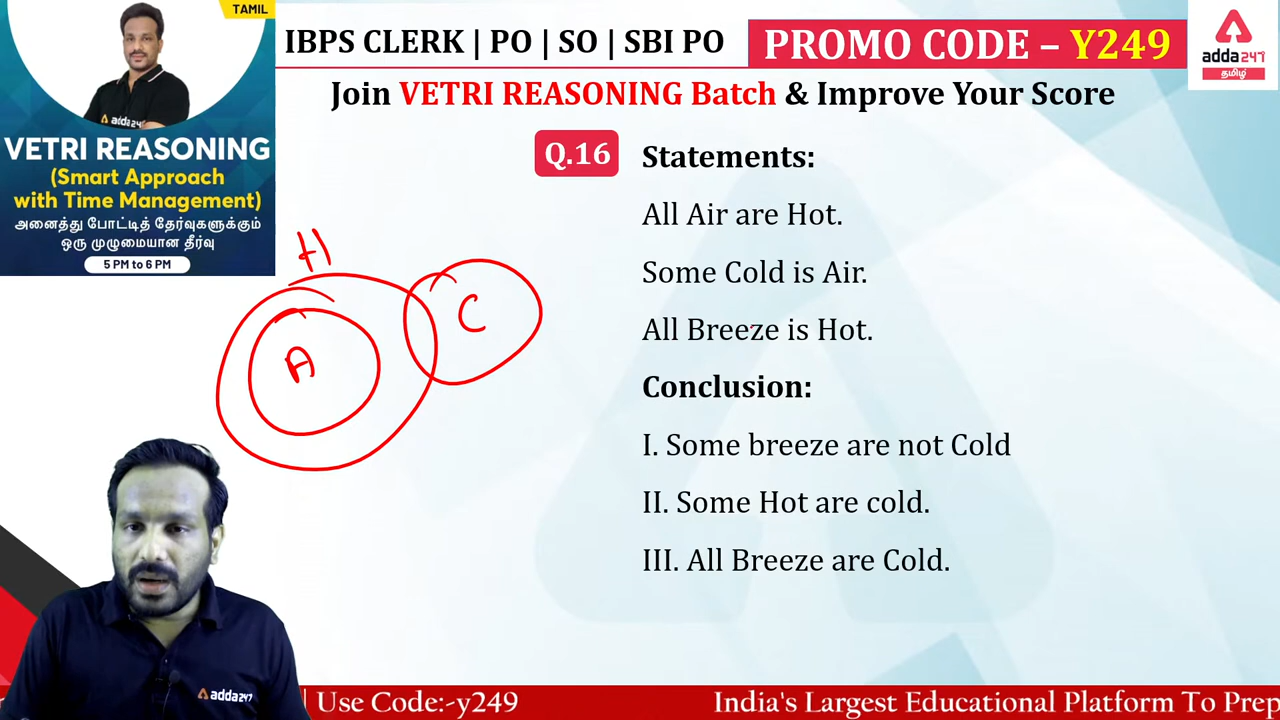 TAMIL
adda247
VETRI REASONING
(Smart Approach
with Time Management)
அனைத்து போட்டித் தேர்வுகளுக்கும்
ஒரு முழுமையான தீர்வு
5 PM to 6 PM
IBPS CLERK | PO | SO | SBI PO
PROMO CODE – Y249
adda247
தமிழ்
Join VETRI REASONING Batch & Improve Your Score
Q.16
Statements:
All Air are Hot.
Some Cold is Air.
All Breeze is Hot.
Conclusion:
I. Some breeze are not Cold
II. Some Hot are cold.
III. All Breeze are Cold.
H
A
C
adda247
Use Code:-y249
India's Largest Educational Platform To Prep